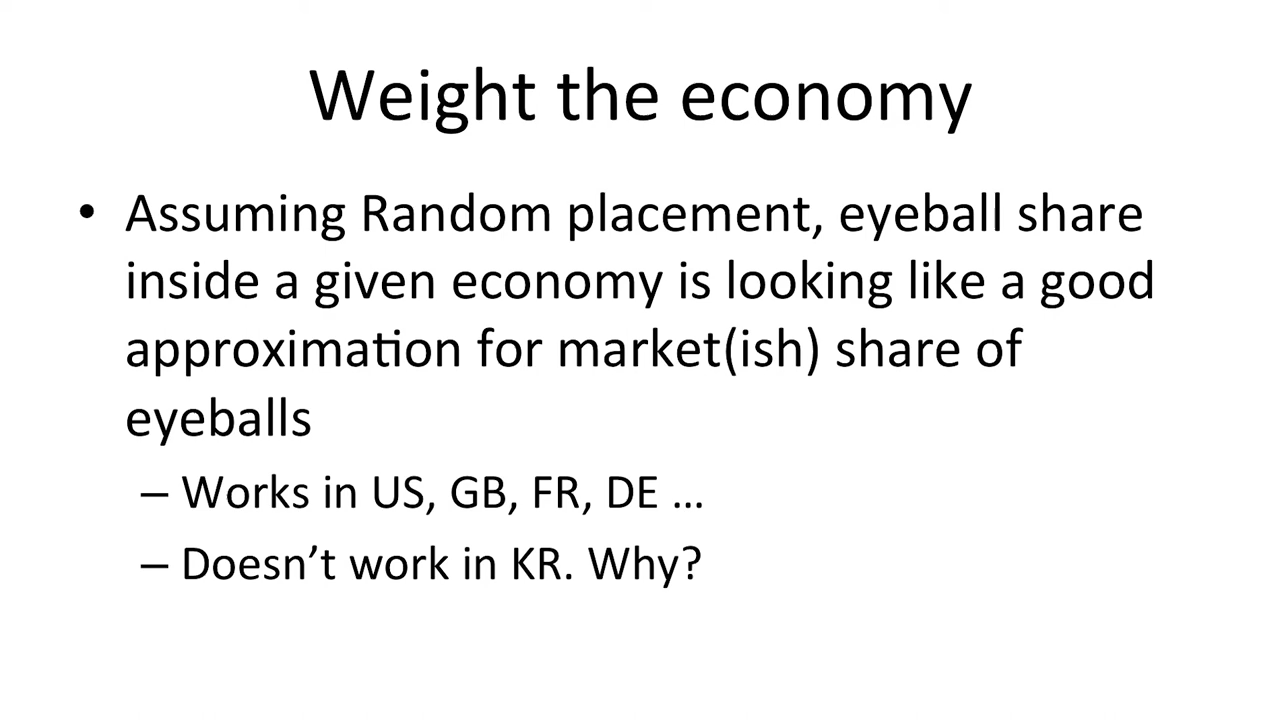 Weight the economy
• Assuming Random placement, eyeball share
inside a given economy is looking like a good
approximation for market(ish) share of
eyeballs
– Works in US, GB, FR, DE …
– Doesn’t work in KR. Why?